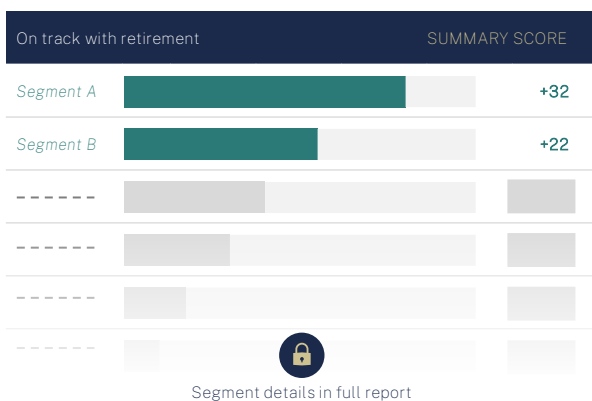 On track with retirement
SUMMARY SCORE
Segment A
+32
Segment B
+22
Segment details in full report